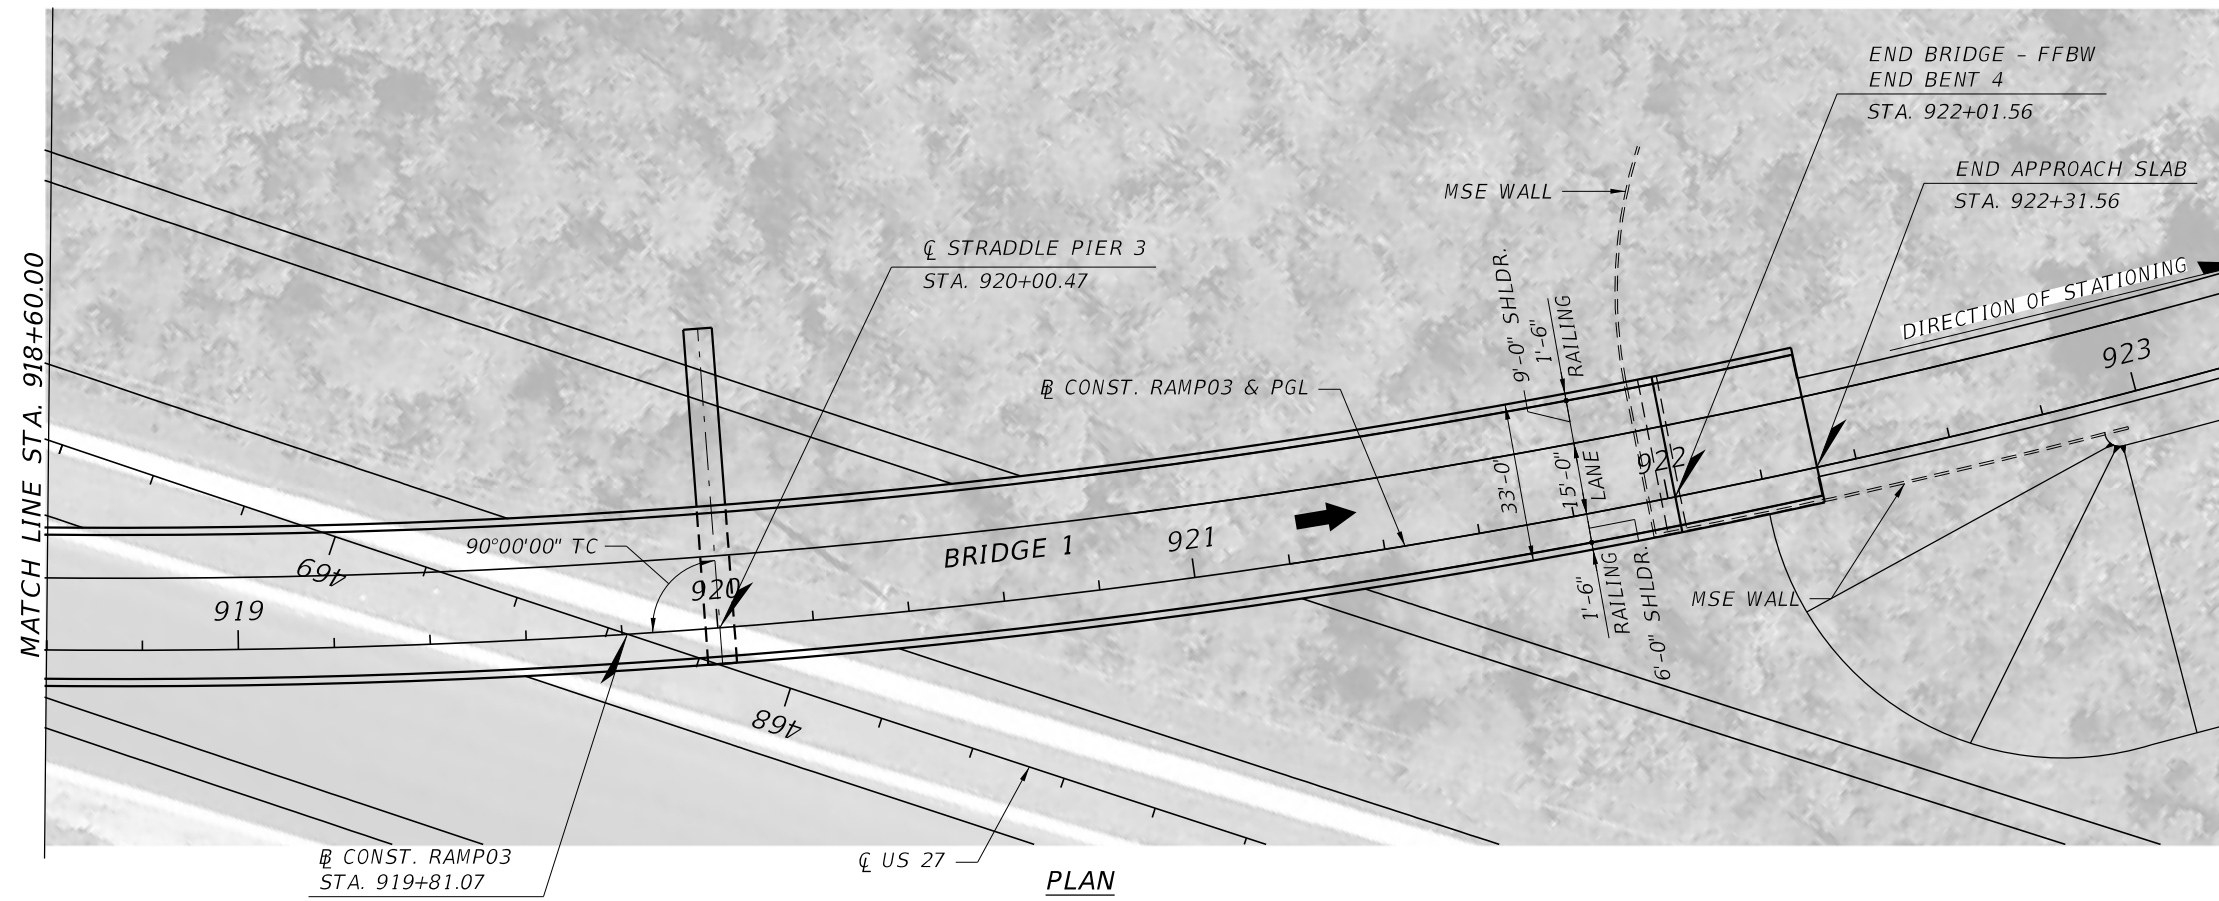 END BRIDGE - FFBW
END BENT 4
STA. 922+01.56
END APPROACH SLAB
STA. 922+31.56
MSE WALL
℄ STRADDLE PIER 3
STA. 920+00.47
DIRECTION OF STATIONING
MATCH LINE STA. 918+60.00
9'-0" SHLDR.
1'-6"
RAILING
923
BL CONST. RAMP03 & PGL
33'-0"
15'-0"
LANE
922
90°00'00" TC
BRIDGE 1
921
469
920
919
1'-6"
RAILING
6'-0" SHLDR.
MSE WALL
468
BL CONST. RAMP03
STA. 919+81.07
℄ US 27
PLAN